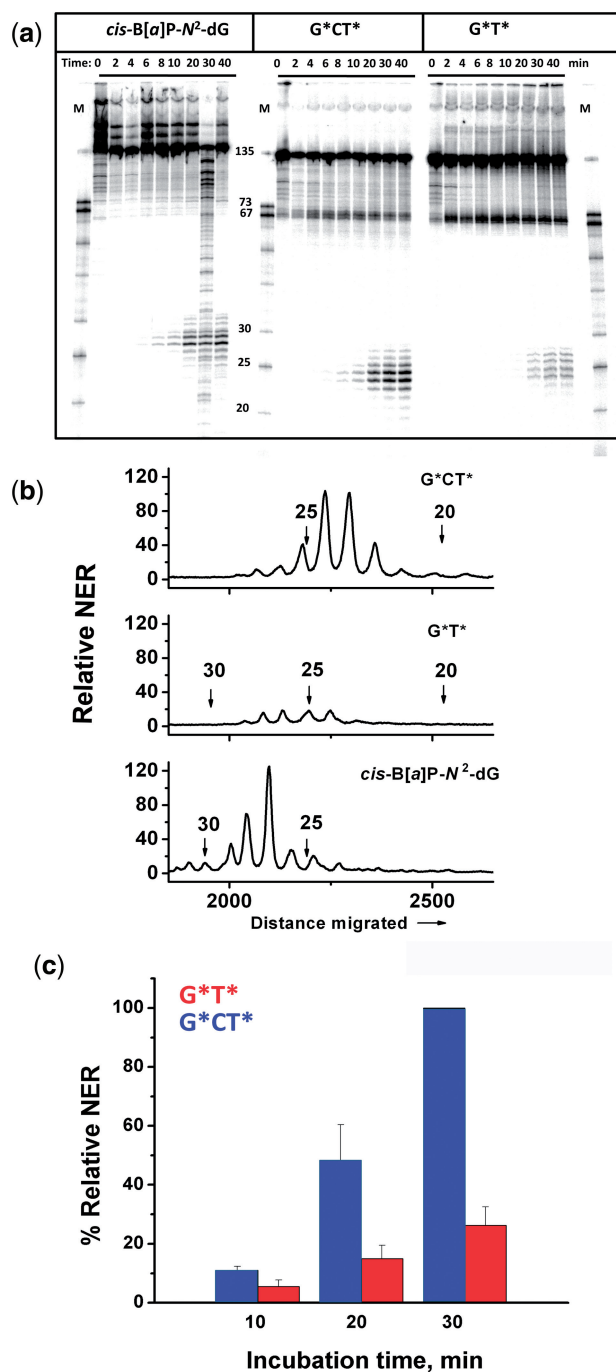 (a)
cis-B[a]P-N²-dG G*CT* G*T*
Time: 0 2 4 6 8 10 20 30 40 0 2 4 6 8 10 20 30 40 0 2 4 6 8 10 20 30 40 min
M M M
135
73
67
30
25
20
(b)
Relative NER
120 G*CT*
80 25 20
40
0
120 G*T*
80 30 25 20
40
0
120 cis-B[a]P-N²-dG
80 30 25
40
0
2000 2500
Distance migrated →
(c)
% Relative NER
100 G*T*
G*CT*
80
60
40
20
0
10 20 30
Incubation time, min